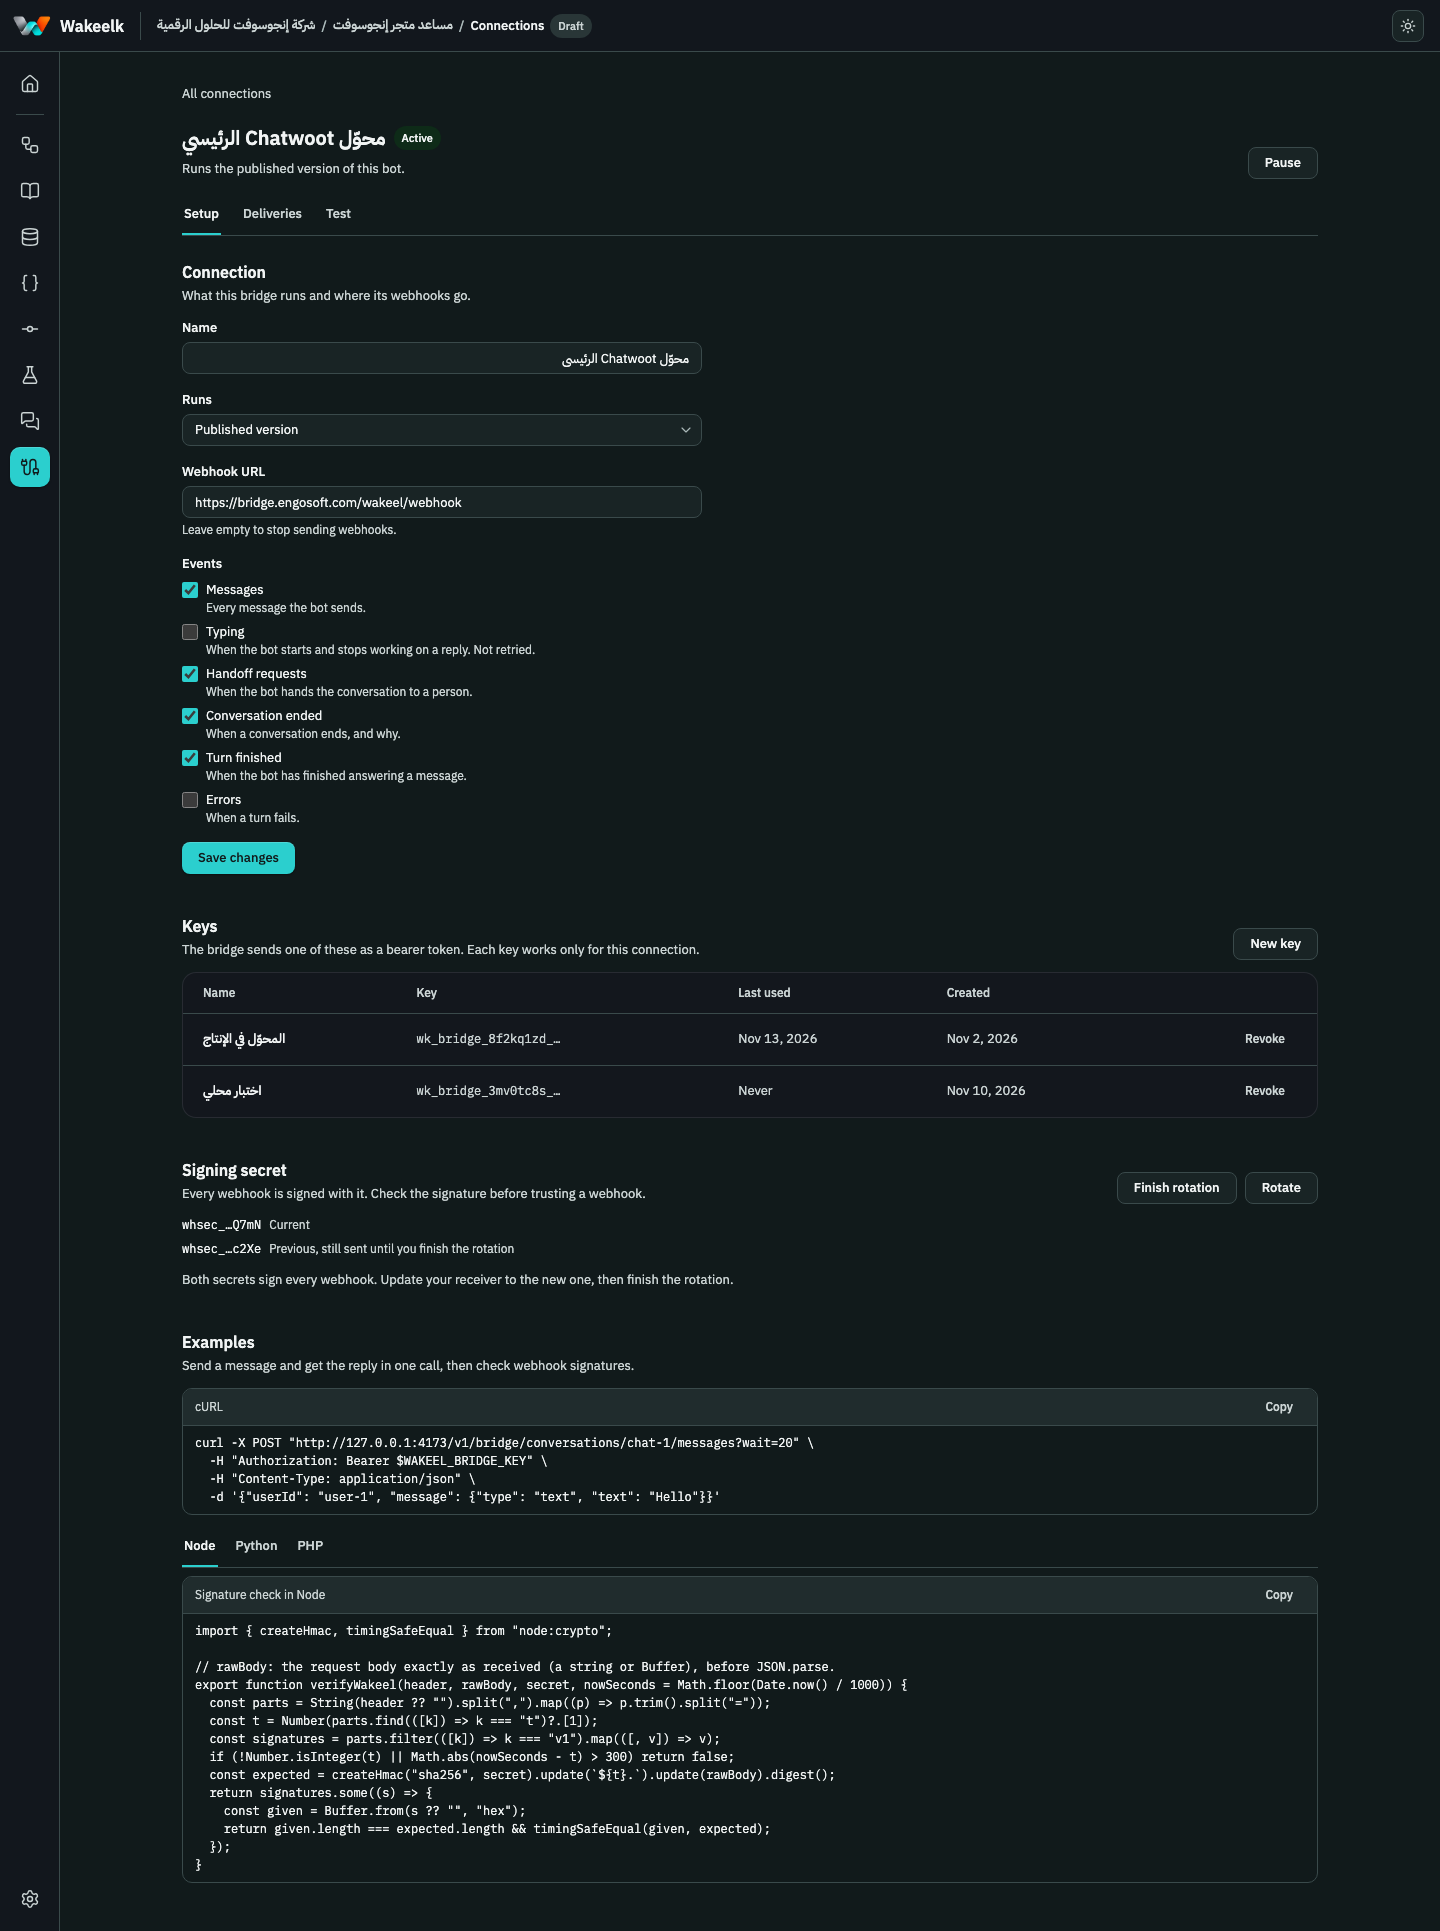 Wakeelk
شركة إنجوسوفت للحلول الرقمية / مساعد متجر إنجوسوفت / Connections Draft
All connections
محوّل Chatwoot الرئيسي Active
Runs the published version of this bot.
Pause
Setup Deliveries Test
Connection
What this bridge runs and where its webhooks go.
Name
محوّل Chatwoot الرئيسي
Runs
Published version
Webhook URL
https://bridge.engosoft.com/wakeel/webhook
Leave empty to stop sending webhooks.
Events
Messages
Every message the bot sends.
Typing
When the bot starts and stops working on a reply. Not retried.
Handoff requests
When the bot hands the conversation to a person.
Conversation ended
When a conversation ends, and why.
Turn finished
When the bot has finished answering a message.
Errors
When a turn fails.
Save changes
Keys
The bridge sends one of these as a bearer token. Each key works only for this connection.
New key
Name Key Last used Created
المحوّل في الإنتاج wk_bridge_8f2kq1zd_… Nov 13, 2026 Nov 2, 2026 Revoke
اختبار محلي wk_bridge_3mv0tc8s_… Never Nov 10, 2026 Revoke
Signing secret
Every webhook is signed with it. Check the signature before trusting a webhook.
Finish rotation Rotate
whsec_…Q7mN Current
whsec_…c2Xe Previous, still sent until you finish the rotation
Both secrets sign every webhook. Update your receiver to the new one, then finish the rotation.
Examples
Send a message and get the reply in one call, then check webhook signatures.
cURL Copy
curl -X POST "http://127.0.0.1:4173/v1/bridge/conversations/chat-1/messages?wait=20" \
  -H "Authorization: Bearer $WAKEEL_BRIDGE_KEY" \
  -H "Content-Type: application/json" \
  -d '{"userId": "user-1", "message": {"type": "text", "text": "Hello"}}'
Node Python PHP
Signature check in Node Copy
import { createHmac, timingSafeEqual } from "node:crypto";
// rawBody: the request body exactly as received (a string or Buffer), before JSON.parse.
export function verifyWakeel(header, rawBody, secret, nowSeconds = Math.floor(Date.now() / 1000)) {
  const parts = String(header ?? "").split(",").map((p) => p.trim().split("="));
  const t = Number(parts.find(([k]) => k === "t")?.[1]);
  const signatures = parts.filter(([k]) => k === "v1").map(([, v]) => v);
  if (!Number.isInteger(t) || Math.abs(nowSeconds - t) > 300) return false;
  const expected = createHmac("sha256", secret).update(`${t}.`).update(rawBody).digest();
  return signatures.some((s) => {
    const given = Buffer.from(s ?? "", "hex");
    return given.length === expected.length && timingSafeEqual(given, expected);
  });
}